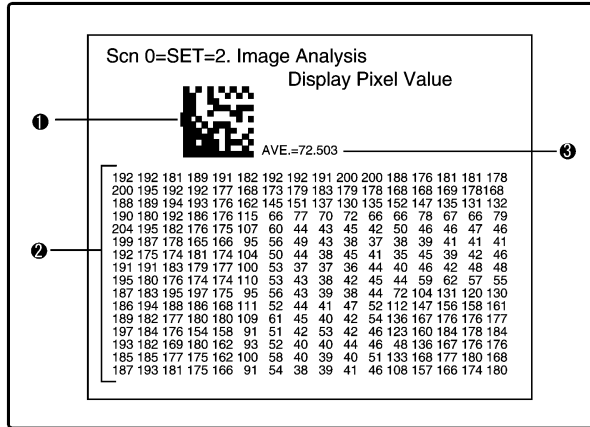 Scn 0=SET=2. Image Analysis
Display Pixel Value
❶
AVE.=72.503
❸
192 192 181 189 191 182 192 192 191 200 200 188 176 181 181 178
200 195 192 192 177 168 173 179 183 179 178 168 168 169 178168
188 189 194 193 176 162 145 151 137 130 135 152 147 135 131 132
190 180 192 186 176 115 66 77 70 72 66 66 78 67 66 79
204 195 182 176 175 107 60 44 43 45 42 50 46 46 47 46
❷
199 187 178 165 166 95 56 49 43 38 37 38 39 41 41 41
192 175 174 181 174 104 50 44 38 45 41 35 45 39 42 46
191 191 183 179 177 100 53 37 37 36 44 40 46 42 48 48
195 180 176 174 174 110 53 43 38 42 45 44 59 62 57 55
187 183 195 197 175 95 56 43 39 38 44 72 104 131 120 130
186 194 188 186 168 111 52 44 41 47 52 112 147 156 158 161
189 182 177 180 180 109 61 45 40 42 54 136 167 176 176 177
197 184 176 154 158 91 51 42 53 42 46 123 160 184 178 184
193 182 169 180 162 93 52 40 40 44 46 48 136 167 176 176
185 185 177 175 162 100 58 40 39 40 51 133 168 177 180 168
187 193 181 175 166 91 54 38 39 41 46 108 157 166 174 180